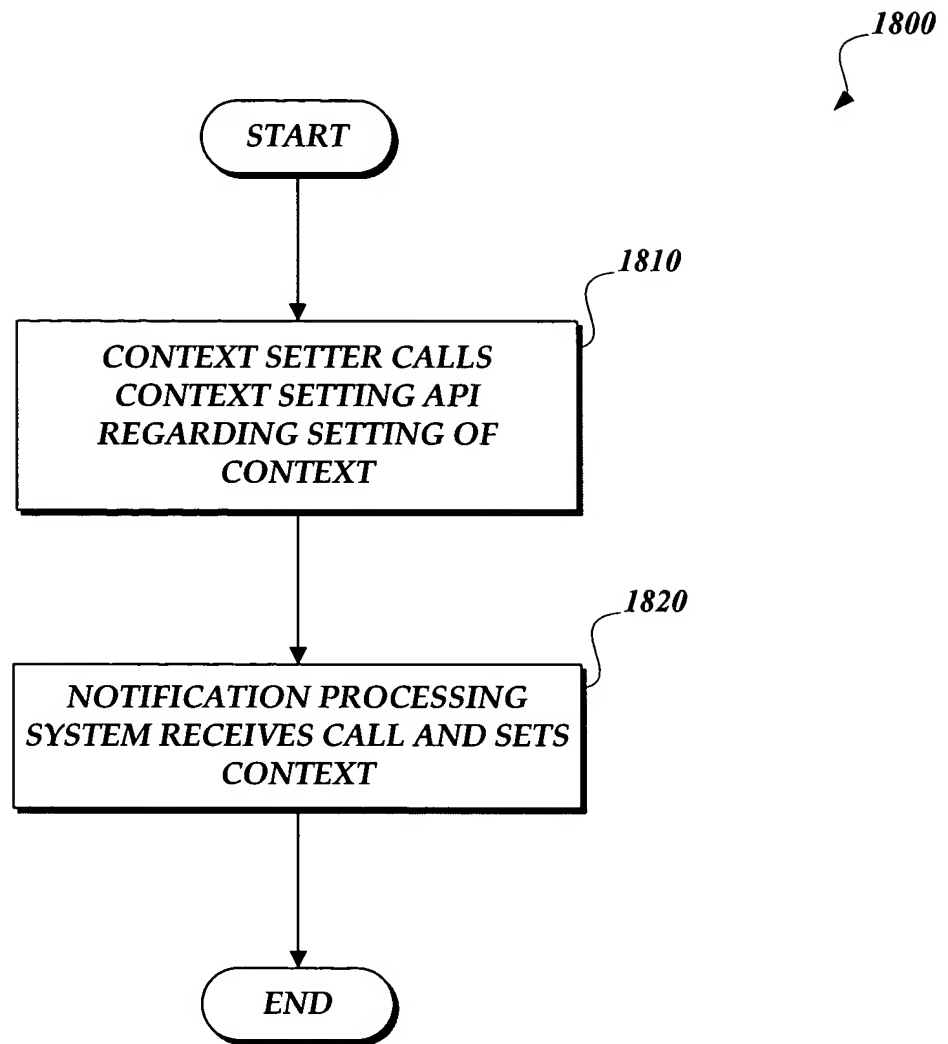 1800
START
1810
CONTEXT SETTER CALLS
CONTEXT SETTING API
REGARDING SETTING OF
CONTEXT
1820
NOTIFICATION PROCESSING
SYSTEM RECEIVES CALL AND SETS
CONTEXT
END